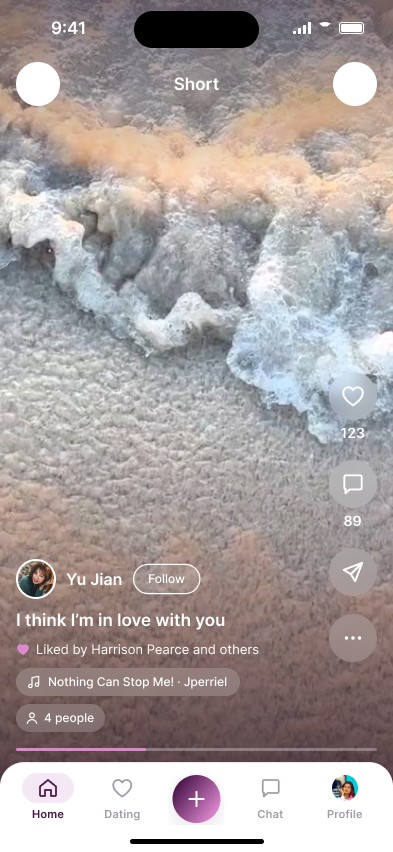 9:41
Short
123
89
Yu Jian
Follow
I think I'm in love with you
Liked by Harrison Pearce and others
Nothing Can Stop Me! · Jperriel
4 people
Home
Dating
Chat
Profile